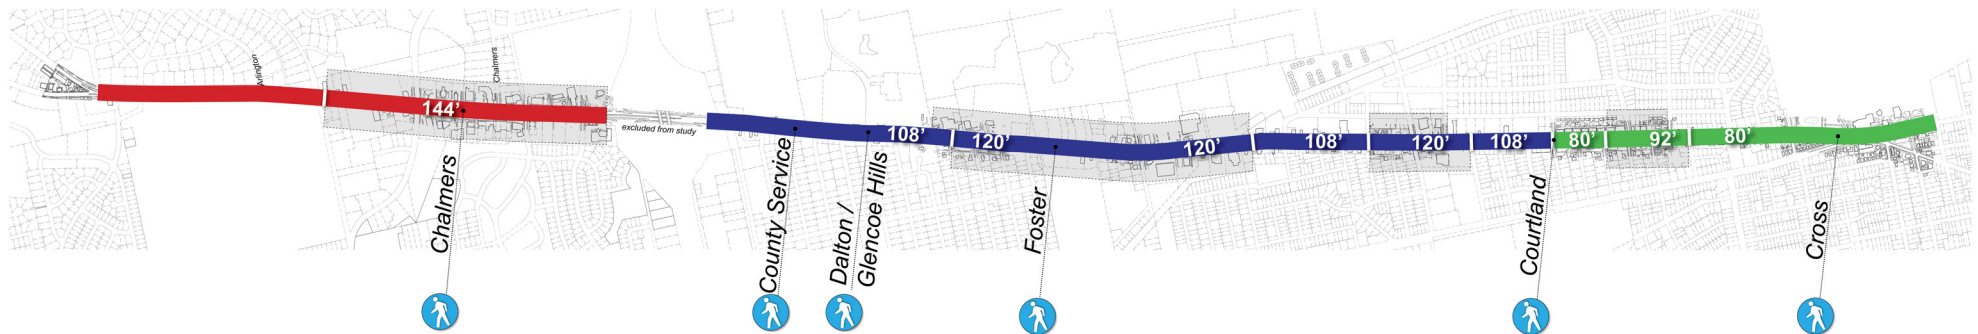 Arlington
Chalmers
144'
excluded from study
108'
120'
120'
108'
120'
108'
80'
92'
80'
Chalmers
County Service
Dalton /
Glencoe Hills
Foster
Courtland
Cross